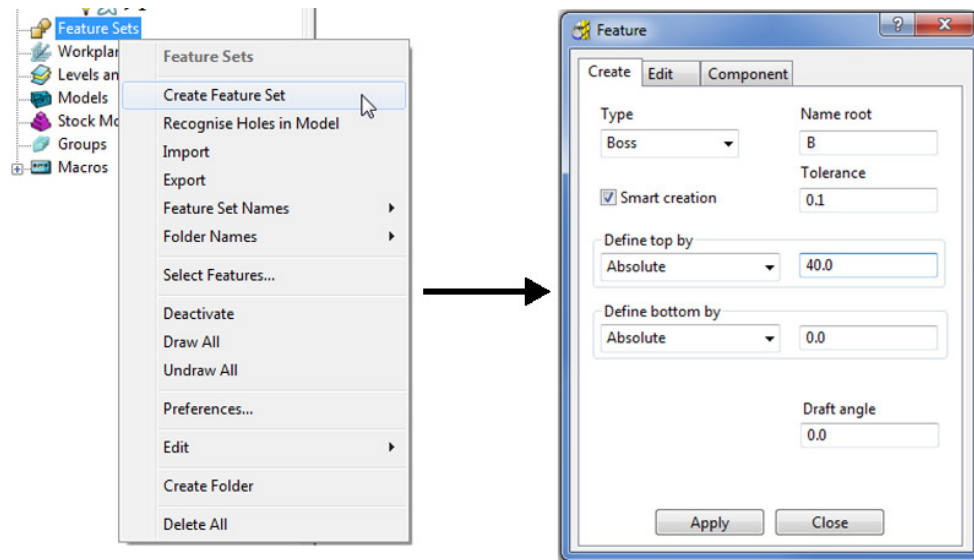 Feature Sets
Workplan
Levels an
Models
Stock Mo
Groups
Macros
Feature Sets
Create Feature Set
Recognise Holes in Model
Import
Export
Feature Set Names
Folder Names
Select Features...
Deactivate
Draw All
Undraw All
Preferences...
Edit
Create Folder
Delete All
Feature
Create Edit Component
Type Name root
Boss B
Tolerance
Smart creation 0.1
Define top by
Absolute 40.0
Define bottom by
Absolute 0.0
Draft angle
0.0
Apply Close